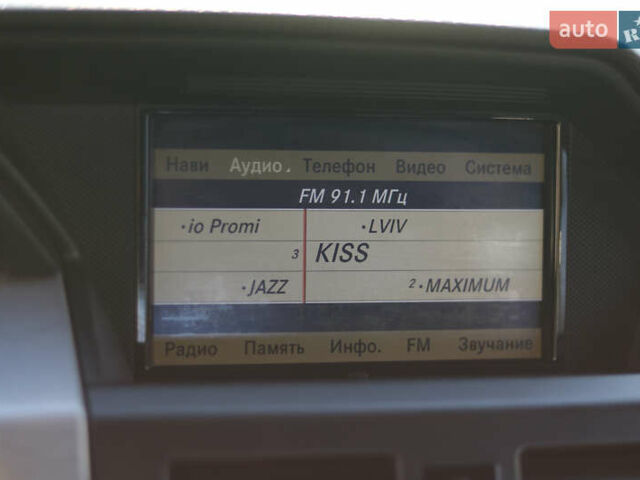 auto
Нави Аудио. Телефон Видео Система
FM 91.1 МГц
•io Promi •LVIV
3 KISS
•JAZZ 2•MAXIMUM
Радио Память Инфо. FM Звучание